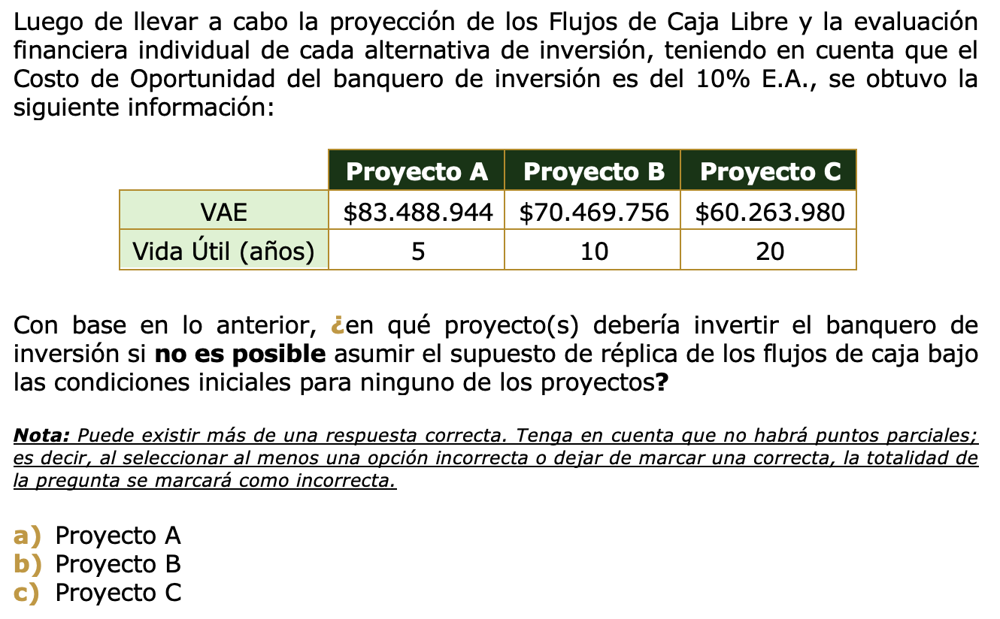 Luego de llevar a cabo la proyección de los Flujos de Caja Libre y la evaluación
financiera individual de cada alternativa de inversión, teniendo en cuenta que el
Costo de Oportunidad del banquero de inversión es del 10% E.A., se obtuvo la
siguiente información:
Proyecto A Proyecto B Proyecto C
VAE $83.488.944 $70.469.756 $60.263.980
Vida Útil (años) 5 10 20
Con base en lo anterior, ¿en qué proyecto(s) debería invertir el banquero de
inversión si no es posible asumir el supuesto de réplica de los flujos de caja bajo
las condiciones iniciales para ninguno de los proyectos?
Nota: Puede existir más de una respuesta correcta. Tenga en cuenta que no habrá puntos parciales;
es decir, al seleccionar al menos una opción incorrecta o dejar de marcar una correcta, la totalidad de
la pregunta se marcará como incorrecta.
a) Proyecto A
b) Proyecto B
c) Proyecto C